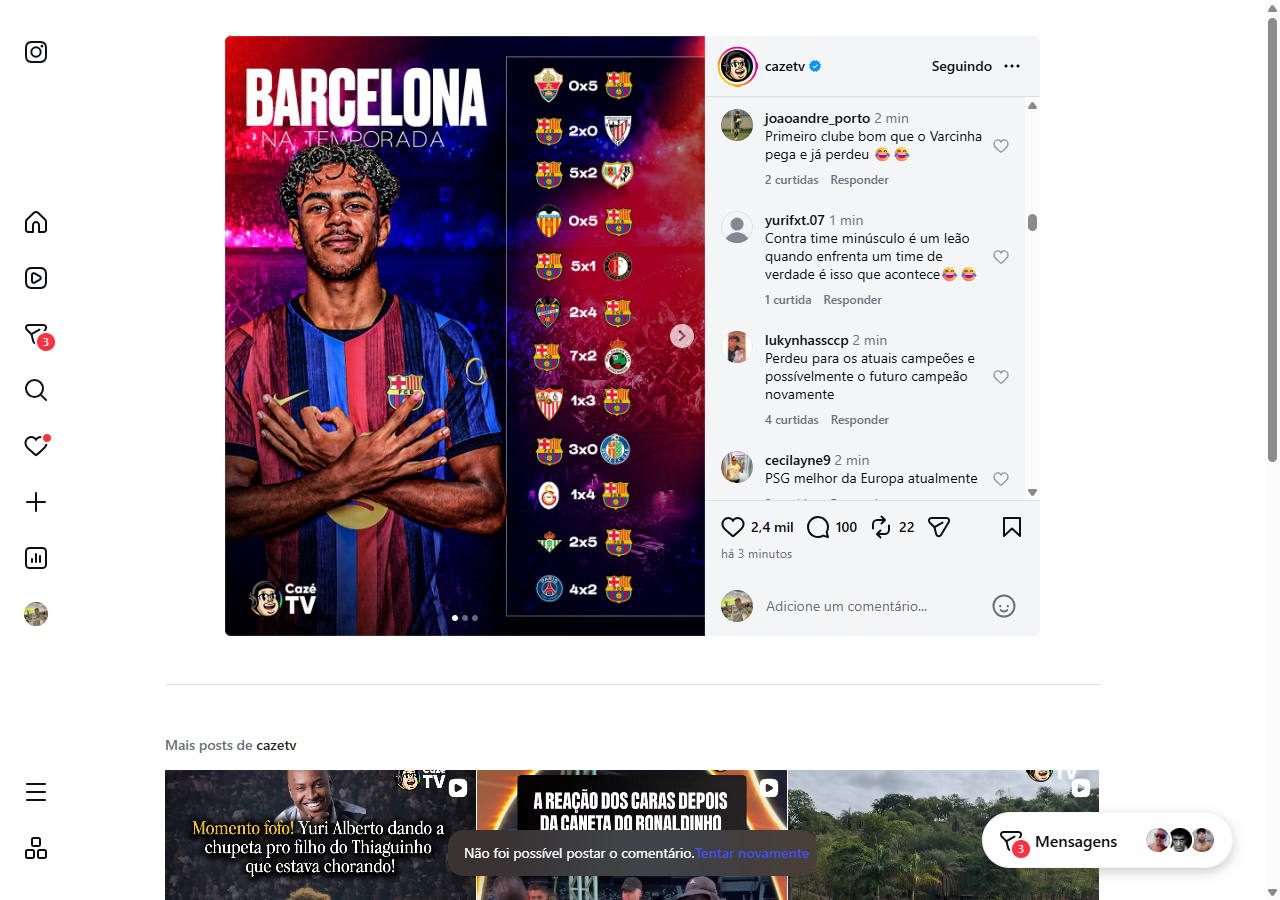 BARCELONA
NA TEMPORADA
0x5
2x0
5x2
0x5
5x1
2x4
7x2
1x3
3x0
1x4
2x5
4x2
Cazé
TV
cazetv
Seguindo
joaoandre_porto 2 min
Primeiro clube bom que o Varcinha
pega e já perdeu 😂😂
2 curtidas Responder
yurifxt.07 1 min
Contra time minúsculo é um leão
quando enfrenta um time de
verdade é isso que acontece😂😂
1 curtida Responder
lukynhassccp 2 min
Perdeu para os atuais campeões e
possívelmente o futuro campeão
novamente
4 curtidas Responder
cecilayne9 2 min
PSG melhor da Europa atualmente
2,4 mil 100 22
há 3 minutos
Adicione um comentário...
3
Mais posts de cazetv
TV
Momento fofo! Yuri Alberto dando a
chupeta pro filho do Thiaguinho
que estava chorando!
A REAÇÃO DOS CARAS DEPOIS
DA CANETA DO RONALDINHO
TV
Não foi possível postar o comentário. Tentar novamente
3
Mensagens